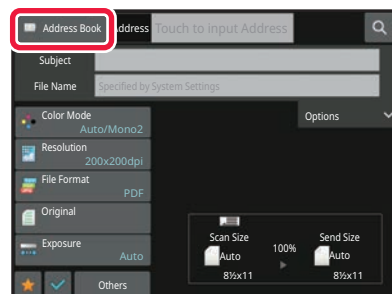 Address Book Address Touch to input Address
Subject
File Name Specified by System Settings
Color Mode
Auto/Mono2
Options
Resolution
200x200dpi
File Format
PDF
Original
Exposure
Auto
Scan Size
Auto
8½x11
100%
Send Size
Auto
8½x11
Others